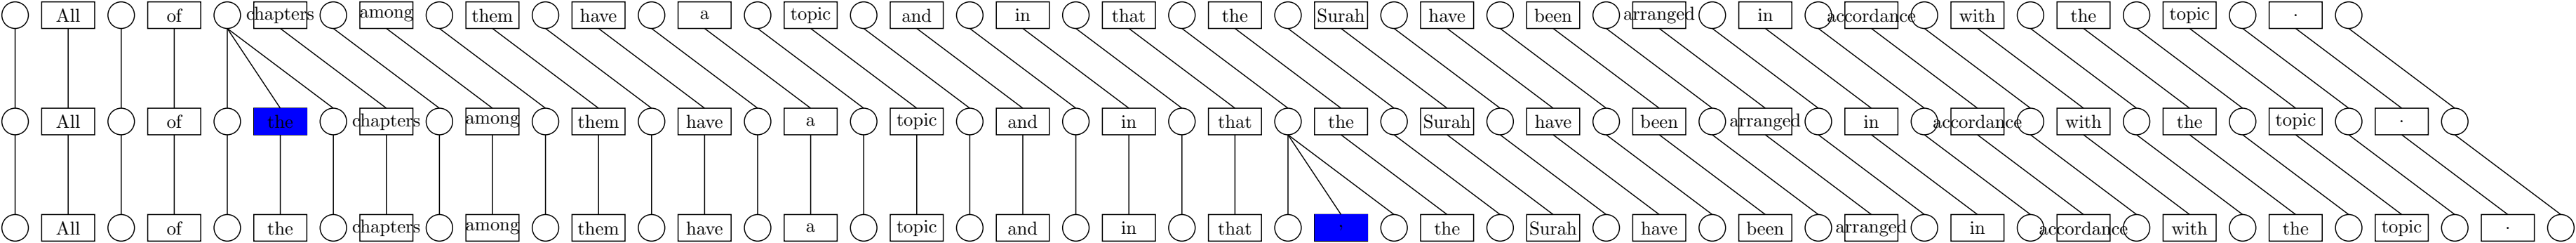 All of chapters among them have a topic and in that the Surah have been arranged in accordance with the topic .
All of the chapters among them have a topic and in that the Surah have been arranged in accordance with the topic .
All of the chapters among them have a topic and in that , the Surah have been arranged in accordance with the topic .